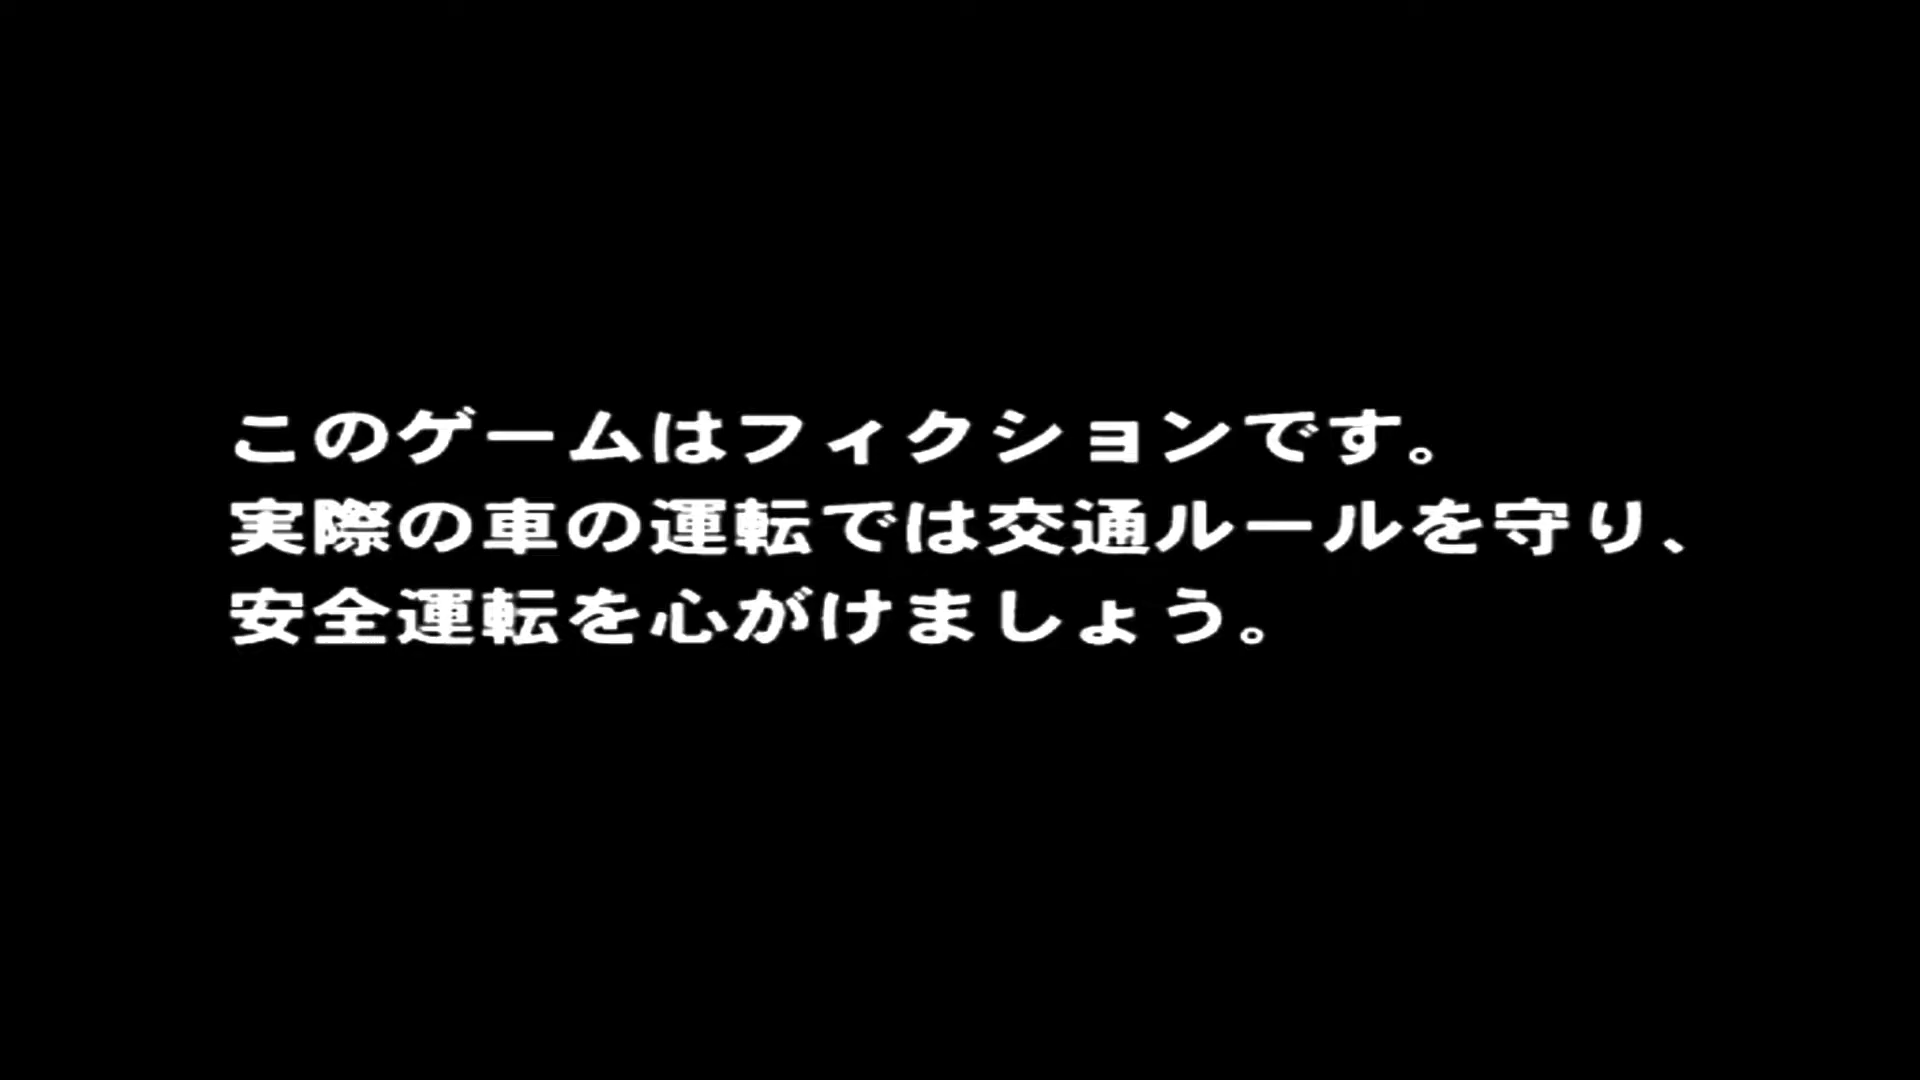 このゲームはフィクションです。
実際の車の運転では交通ルールを守り、
安全運転を心がけましょう。